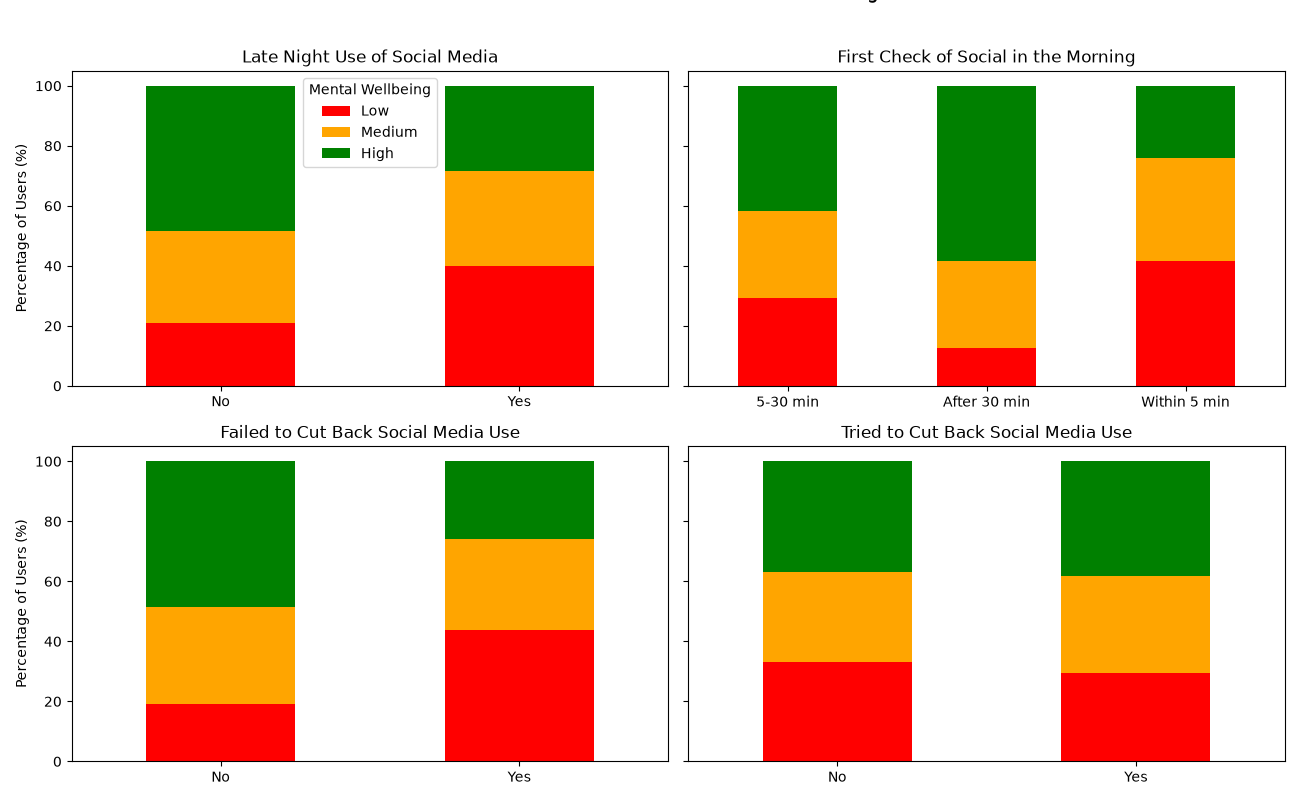 Late Night Use of Social Media
First Check of Social in the Morning
Percentage of Users (%)
100
80
60
40
20
0
Mental Wellbeing
Low
Medium
High
No
Yes
5-30 min
After 30 min
Within 5 min
Failed to Cut Back Social Media Use
Tried to Cut Back Social Media Use
Percentage of Users (%)
100
80
60
40
20
0
No
Yes
No
Yes